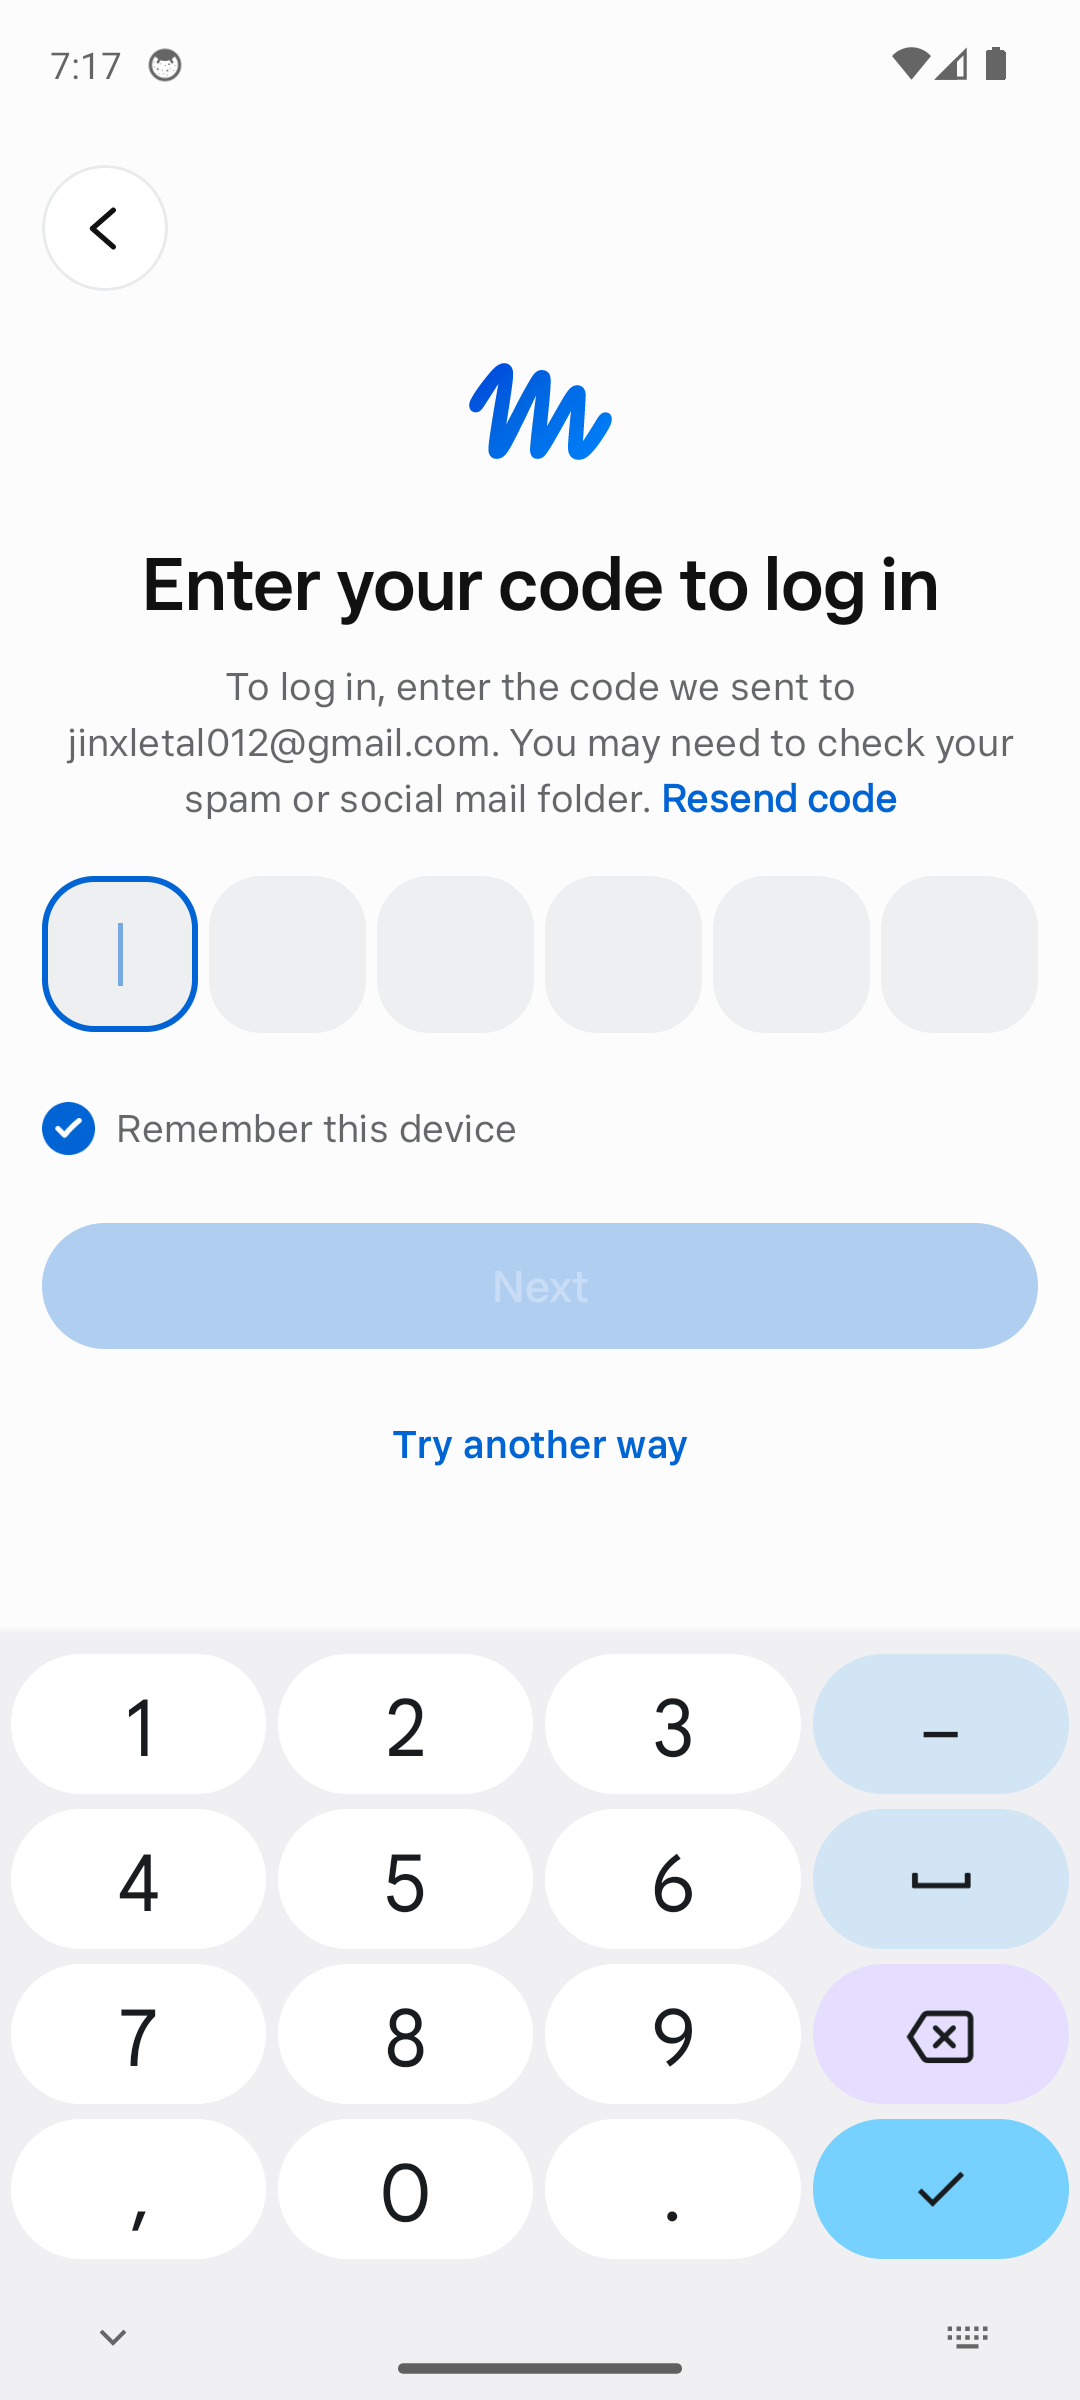 7:17
Enter your code to log in
To log in, enter the code we sent to
jinxletal012@gmail.com. You may need to check your
spam or social mail folder. Resend code
Remember this device
Next
Try another way
1 2 3 –
4 5 6
7 8 9
, 0 .